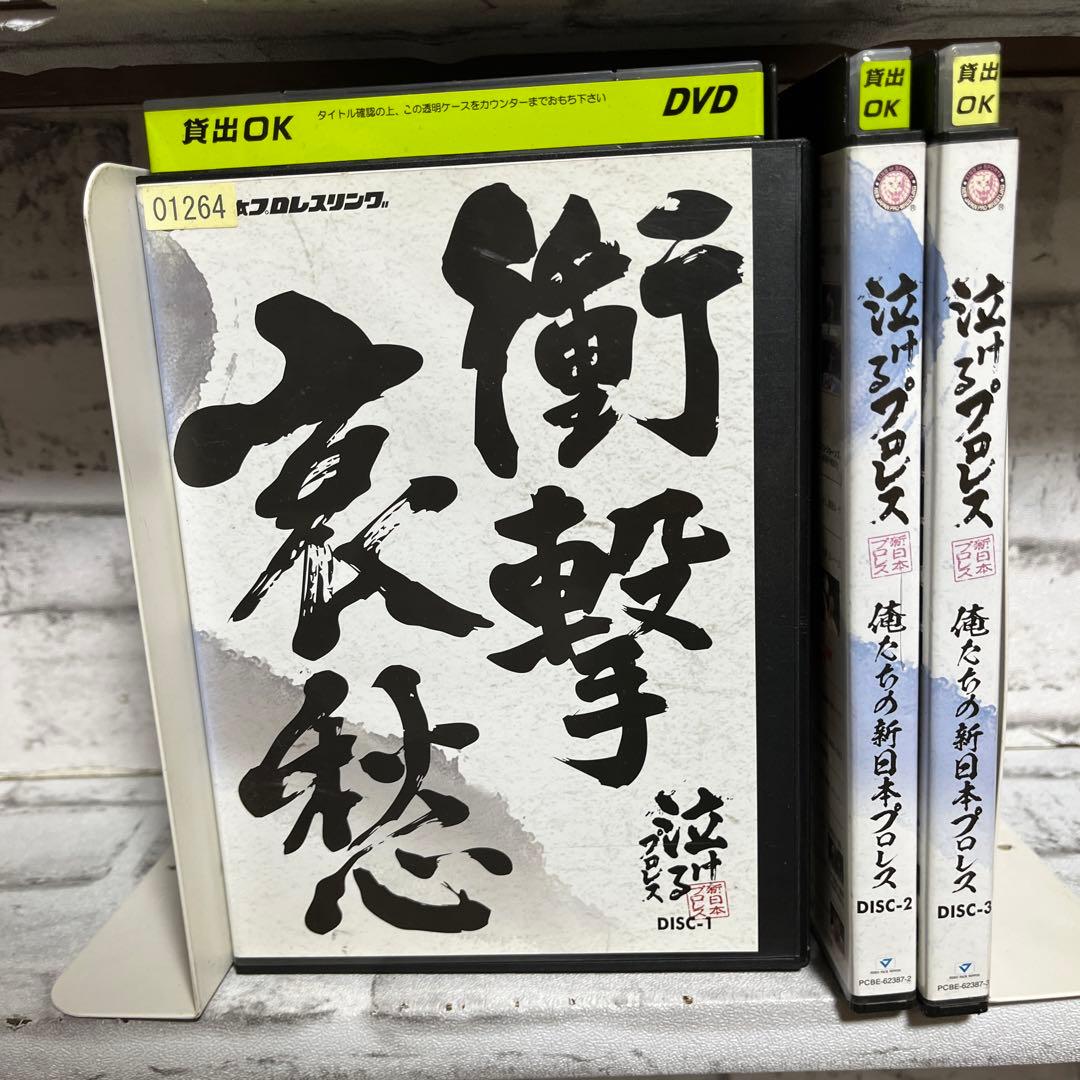 貸出OK
タイトル確認の上、この透明ケースをカウンターまでおもち下さい
DVD
01264
本プロレスリング
衝撃
哀愁
泣ける
プロレス
新日本
プロレス
DISC-1
貸出
OK
泣けるプロレス
新日本
プロレス
俺たちの新日本プロレス
DISC-2
PCBE-62387-2
貸出
OK
泣けるプロレス
新日本
プロレス
俺たちの新日本プロレス
DISC-3
PCBE-62387-3